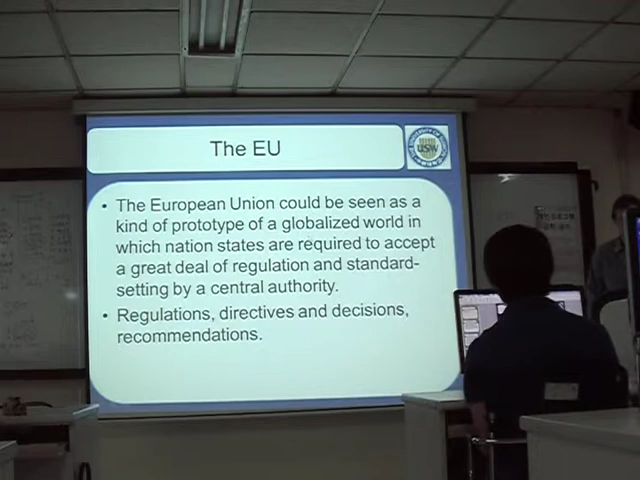 The EU
USW
• The European Union could be seen as a
kind of prototype of a globalized world in
which nation states are required to accept
a great deal of regulation and standard-
setting by a central authority.
• Regulations, directives and decisions,
recommendations.